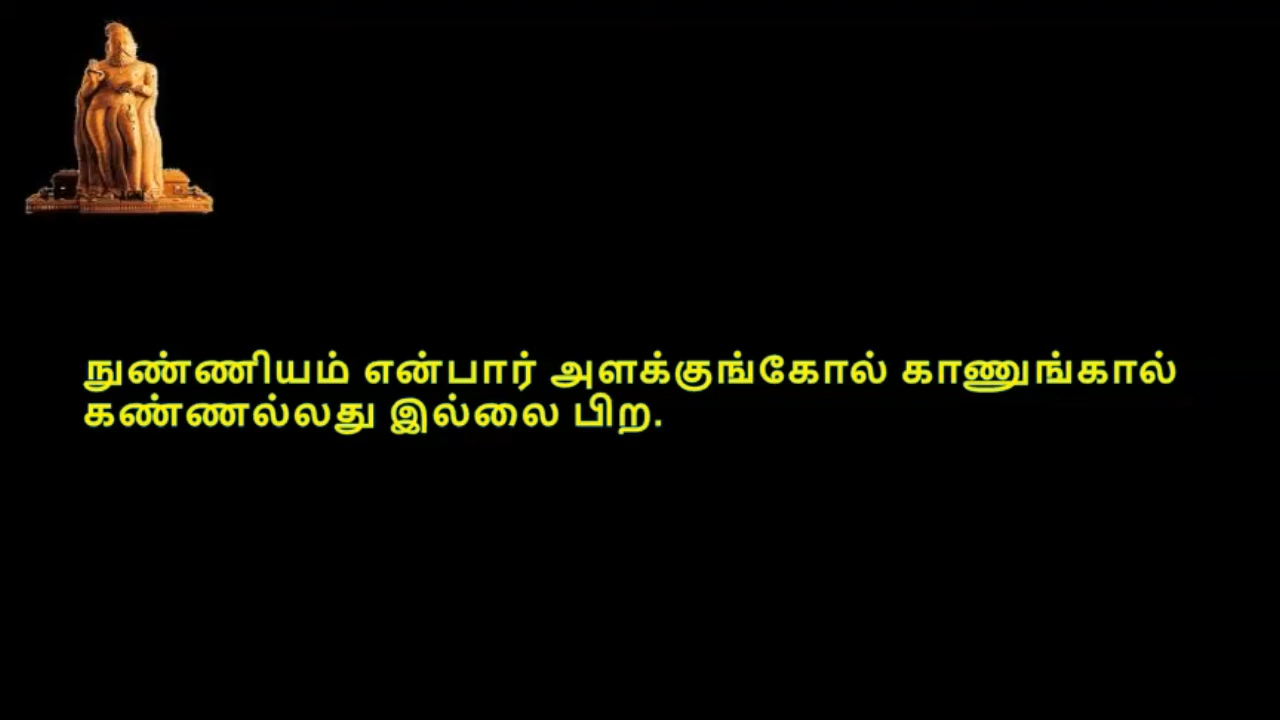 நுண்ணியம் என்பார் அளக்குங்கோல் காணுங்கால்
கண்ணல்லது இல்லை பிற.